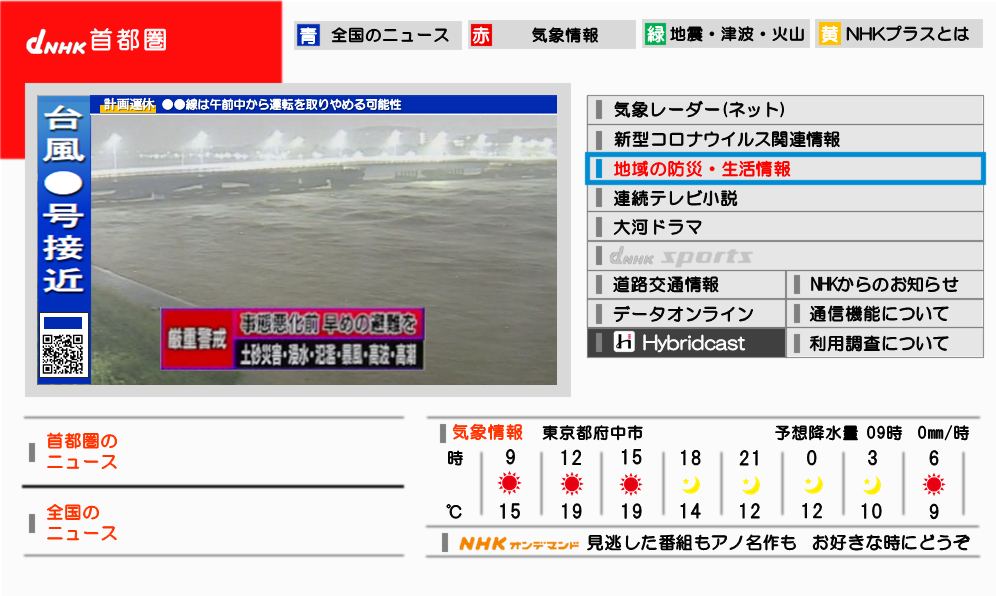 dNHK 首都圏
青 全国のニュース
赤 気象情報
緑 地震・津波・火山
黄 NHKプラスとは
計画運休 ●●線は午前中から運転を取りやめる可能性
台風●号接近
厳重警戒
事態悪化前 早めの避難を
土砂災害・浸水・氾濫・暴風・高波・高潮
気象レーダー(ネット)
新型コロナウイルス関連情報
地域の防災・生活情報
連続テレビ小説
大河ドラマ
dNHK sports
道路交通情報
NHKからのお知らせ
データオンライン
通信機能について
Hybridcast
利用調査について
首都圏の
ニュース
全国の
ニュース
気象情報 東京都府中市 予想降水量 09時 0mm/時
時 9 12 15 18 21 0 3 6
℃ 15 19 19 14 12 12 10 9
NHKオンデマンド 見逃した番組もアノ名作も お好きな時にどうぞ